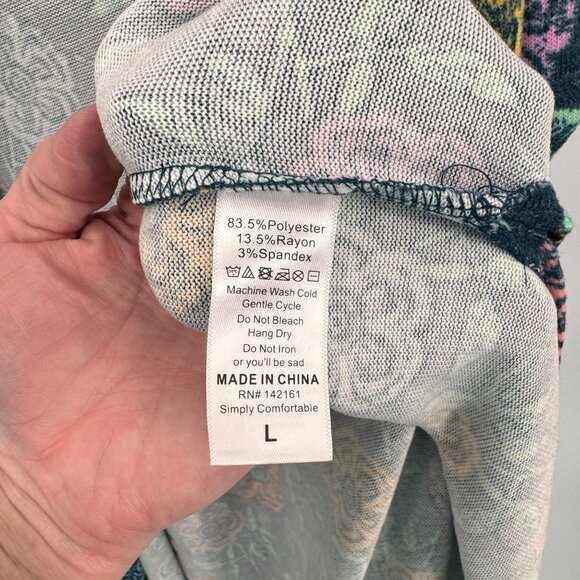 83.5%Polyester
13.5%Rayon
3%Spandex
Machine Wash Cold
Gentle Cycle
Do Not Bleach
Hang Dry
Do Not Iron
or you'll be sad
MADE IN CHINA
RN# 142161
Simply Comfortable
L